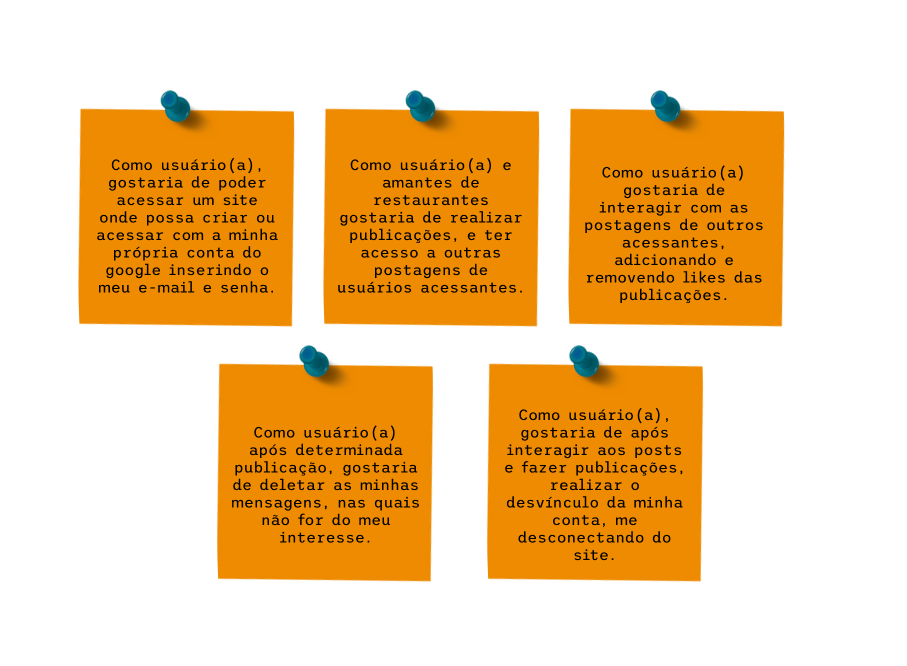 Como usuário(a),
gostaria de poder
acessar um site
onde possa criar ou
acessar com a minha
própria conta do
google inserindo o
meu e-mail e senha.
Como usuário(a) e
amantes de
restaurantes
gostaria de realizar
publicações, e ter
acesso a outras
postagens de
usuários acessantes.
Como usuário(a)
gostaria de
interagir com as
postagens de outros
acessantes,
adicionando e
removendo likes das
publicações.
Como usuário(a)
após determinada
publicação, gostaria
de deletar as minhas
mensagens, nas quais
não for do meu
interesse.
Como usuário(a),
gostaria de após
interagir aos posts
e fazer publicações,
realizar o
desvínculo da minha
conta, me
desconectando do
site.